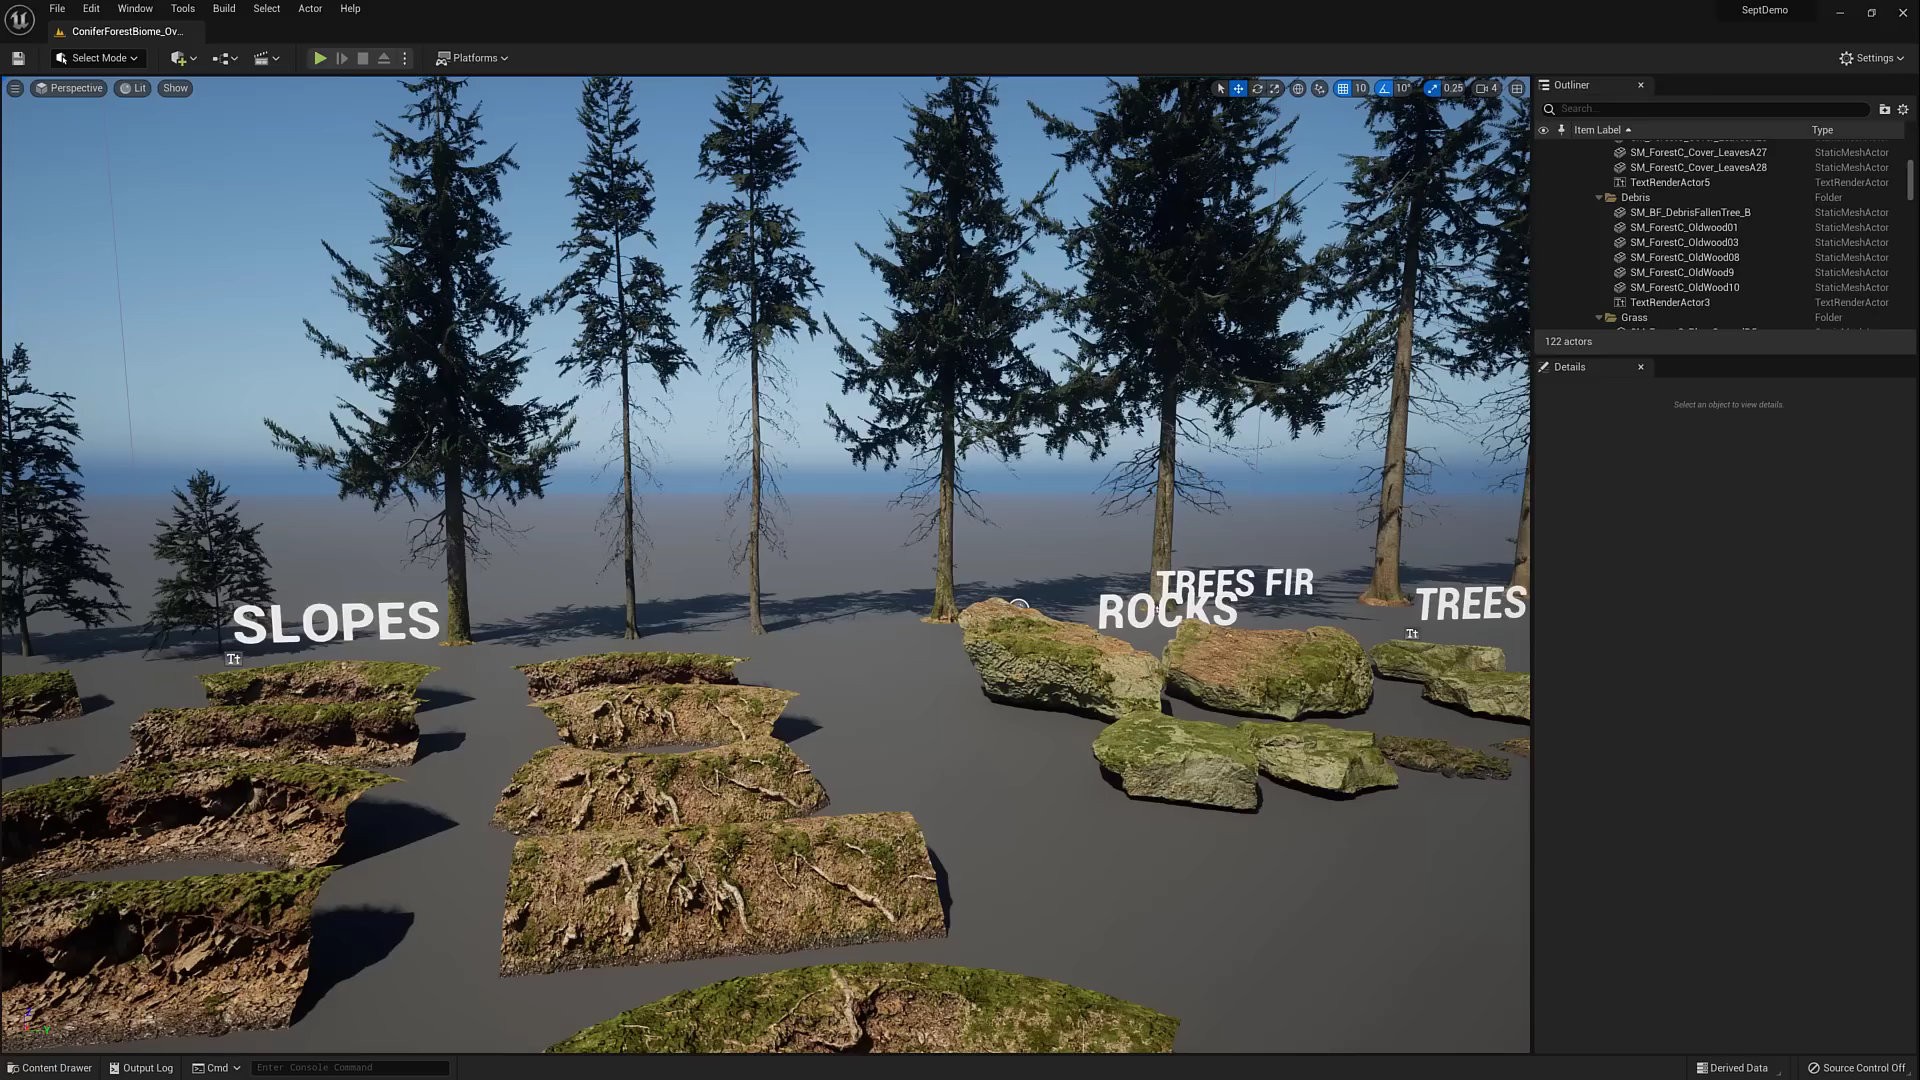 File Edit Window Tools Build Select Actor Help
SeptDemo
ConiferForestBiome_Ov...
Select Mode
Platforms
Settings
Perspective Lit Show
10 10° 0.25 4
Outliner
Search...
Item Label Type
SM_ForestC_Cover_LeavesA27 StaticMeshActor
SM_ForestC_Cover_LeavesA28 StaticMeshActor
TextRenderActor5 TextRenderActor
Debris Folder
SM_BF_DebrisFallenTree_B StaticMeshActor
SM_ForestC_Oldwood01 StaticMeshActor
SM_ForestC_Oldwood03 StaticMeshActor
SM_ForestC_OldWood08 StaticMeshActor
SM_ForestC_OldWood9 StaticMeshActor
SM_ForestC_OldWood10 StaticMeshActor
TextRenderActor3 TextRenderActor
Grass Folder
122 actors
Details
Select an object to view details.
TREES FIR
SLOPES
ROCKS
TREES
Tt
Tt
Content Drawer Output Log Cmd Enter Console Command
Derived Data Source Control Off